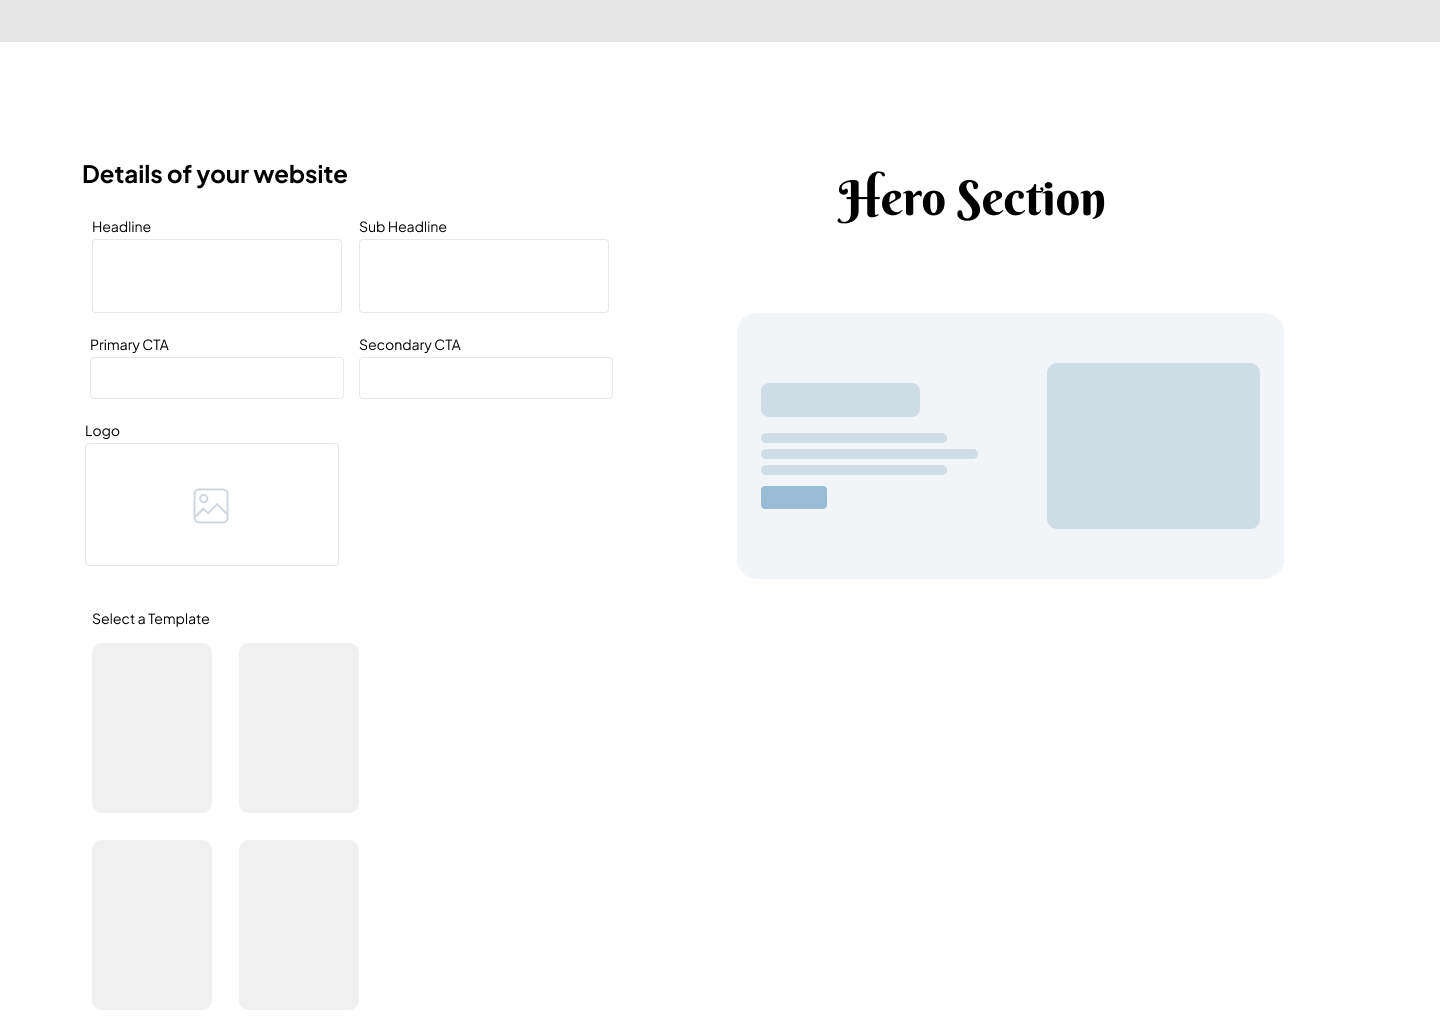 Details of your website
Headline
Sub Headline
Primary CTA
Secondary CTA
Logo
Select a Template
Hero Section